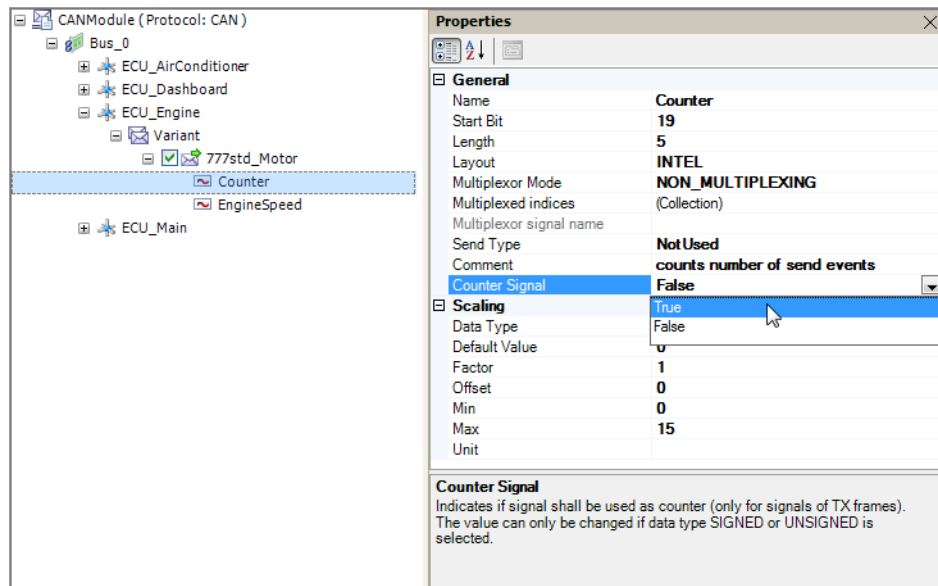 CANModule ( Protocol: CAN )
Bus_0
ECU_AirConditioner
ECU_Dashboard
ECU_Engine
Variant
777std_Motor
Counter
EngineSpeed
ECU_Main
Properties
A
Z
General
Name Counter
Start Bit 19
Length 5
Layout INTEL
Multiplexor Mode NON_MULTIPLEXING
Multiplexed indices (Collection)
Multiplexor signal name
Send Type NotUsed
Comment counts number of send events
Counter Signal False
True
False
Scaling
Data Type
Default Value 0
Factor 1
Offset 0
Min 0
Max 15
Unit
Counter Signal
Indicates if signal shall be used as counter (only for signals of TX frames).
The value can only be changed if data type SIGNED or UNSIGNED is
selected.